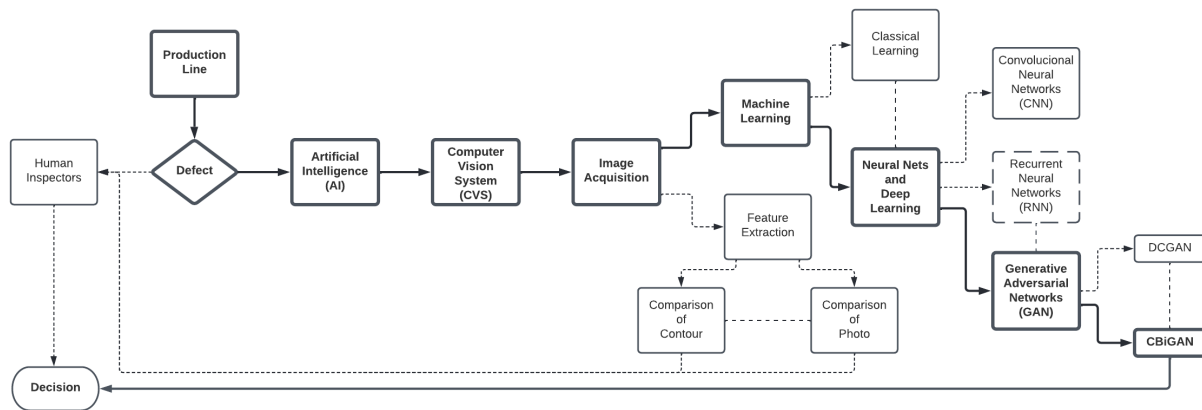 Production
Line
Defect
Human
Inspectors
Artificial
Intelligence
(AI)
Computer
Vision
System
(CVS)
Image
Acquisition
Machine
Learning
Classical
Learning
Neural Nets
and
Deep
Learning
Convolucional
Neural
Networks
(CNN)
Recurrent
Neural
Networks
(RNN)
Feature
Extraction
Comparison
of
Contour
Comparison
of
Photo
Generative
Adversarial
Networks
(GAN)
DCGAN
CBiGAN
Decision